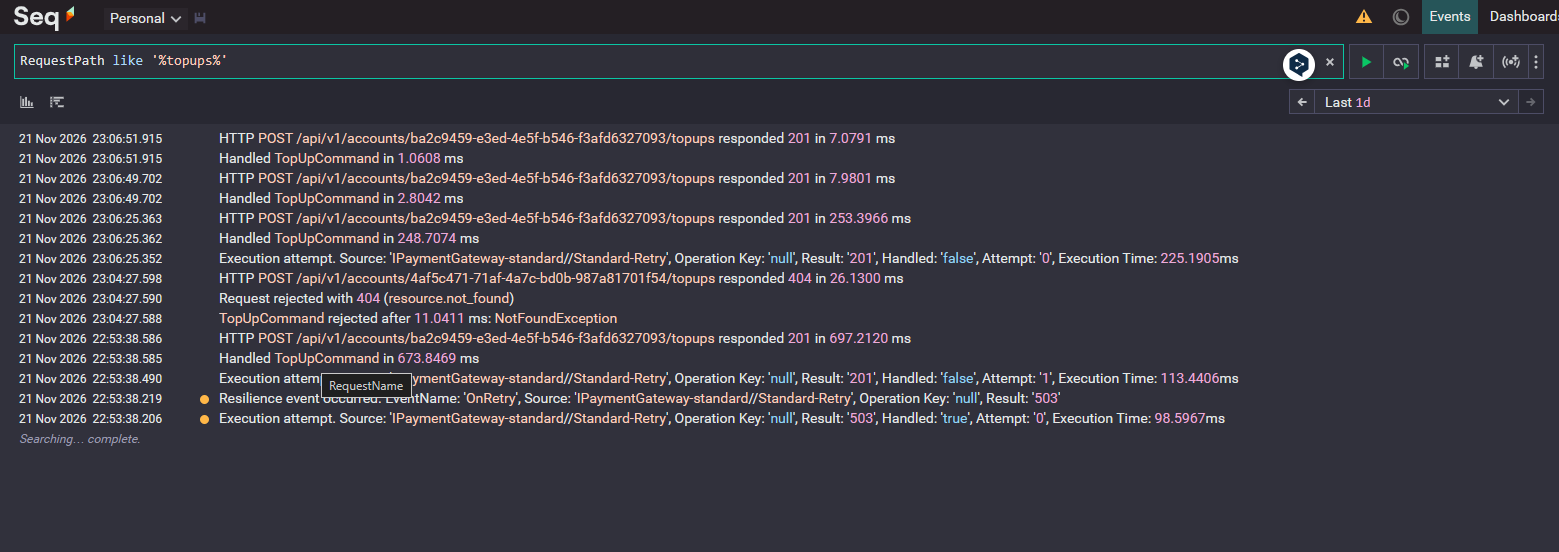 Seq Personal Events Dashboards
RequestPath like '%topups%'
Last 1d
21 Nov 2026 23:06:51.915 HTTP POST /api/v1/accounts/ba2c9459-e3ed-4e5f-b546-f3afd6327093/topups responded 201 in 7.0791 ms
21 Nov 2026 23:06:51.915 Handled TopUpCommand in 1.0608 ms
21 Nov 2026 23:06:49.702 HTTP POST /api/v1/accounts/ba2c9459-e3ed-4e5f-b546-f3afd6327093/topups responded 201 in 7.9801 ms
21 Nov 2026 23:06:49.702 Handled TopUpCommand in 2.8042 ms
21 Nov 2026 23:06:25.363 HTTP POST /api/v1/accounts/ba2c9459-e3ed-4e5f-b546-f3afd6327093/topups responded 201 in 253.3966 ms
21 Nov 2026 23:06:25.362 Handled TopUpCommand in 248.7074 ms
21 Nov 2026 23:06:25.352 Execution attempt. Source: 'IPaymentGateway-standard//Standard-Retry', Operation Key: 'null', Result: '201', Handled: 'false', Attempt: '0', Execution Time: 225.1905ms
21 Nov 2026 23:04:27.598 HTTP POST /api/v1/accounts/4af5c471-71af-4a7c-bd0b-987a81701f54/topups responded 404 in 26.1300 ms
21 Nov 2026 23:04:27.590 Request rejected with 404 (resource.not_found)
21 Nov 2026 23:04:27.588 TopUpCommand rejected after 11.0411 ms: NotFoundException
21 Nov 2026 22:53:38.586 HTTP POST /api/v1/accounts/ba2c9459-e3ed-4e5f-b546-f3afd6327093/topups responded 201 in 697.2120 ms
21 Nov 2026 22:53:38.585 Handled TopUpCommand in 673.8469 ms
21 Nov 2026 22:53:38.490 Execution attem ymentGateway-standard//Standard-Retry', Operation Key: 'null', Result: '201', Handled: 'false', Attempt: '1', Execution Time: 113.4406ms
RequestName
21 Nov 2026 22:53:38.219 Resilience event occurred. EventName: 'OnRetry', Source: 'IPaymentGateway-standard//Standard-Retry', Operation Key: 'null', Result: '503'
21 Nov 2026 22:53:38.206 Execution attempt. Source: 'IPaymentGateway-standard//Standard-Retry', Operation Key: 'null', Result: '503', Handled: 'true', Attempt: '0', Execution Time: 98.5967ms
Searching... complete.